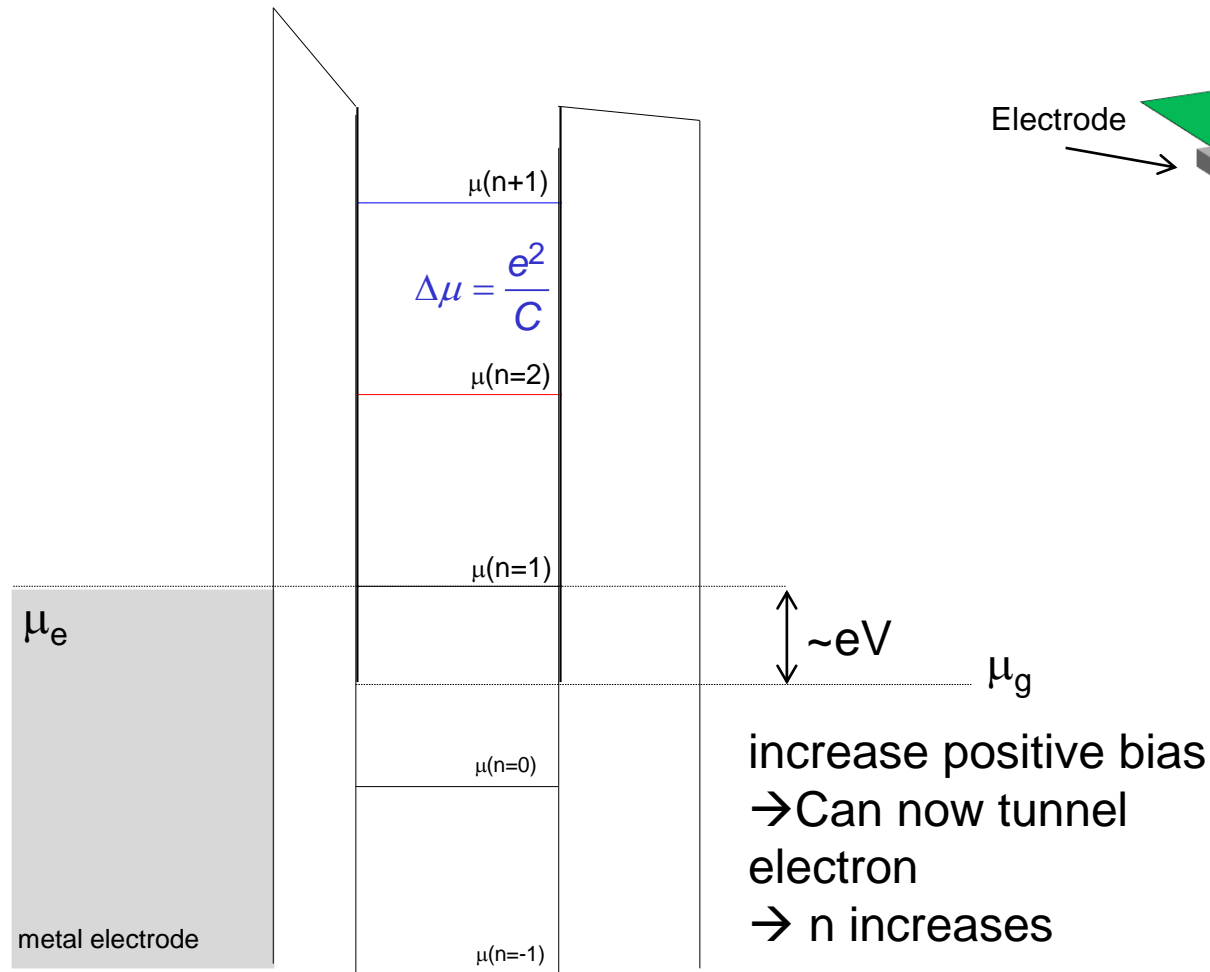 Electrode
μ(n+1)
Δμ = e²/C
μ(n=2)
μ(n=1)
μₑ
~eV
μ_g
μ(n=0)
increase positive bias
→Can now tunnel
electron
→ n increases
metal electrode
μ(n=-1)